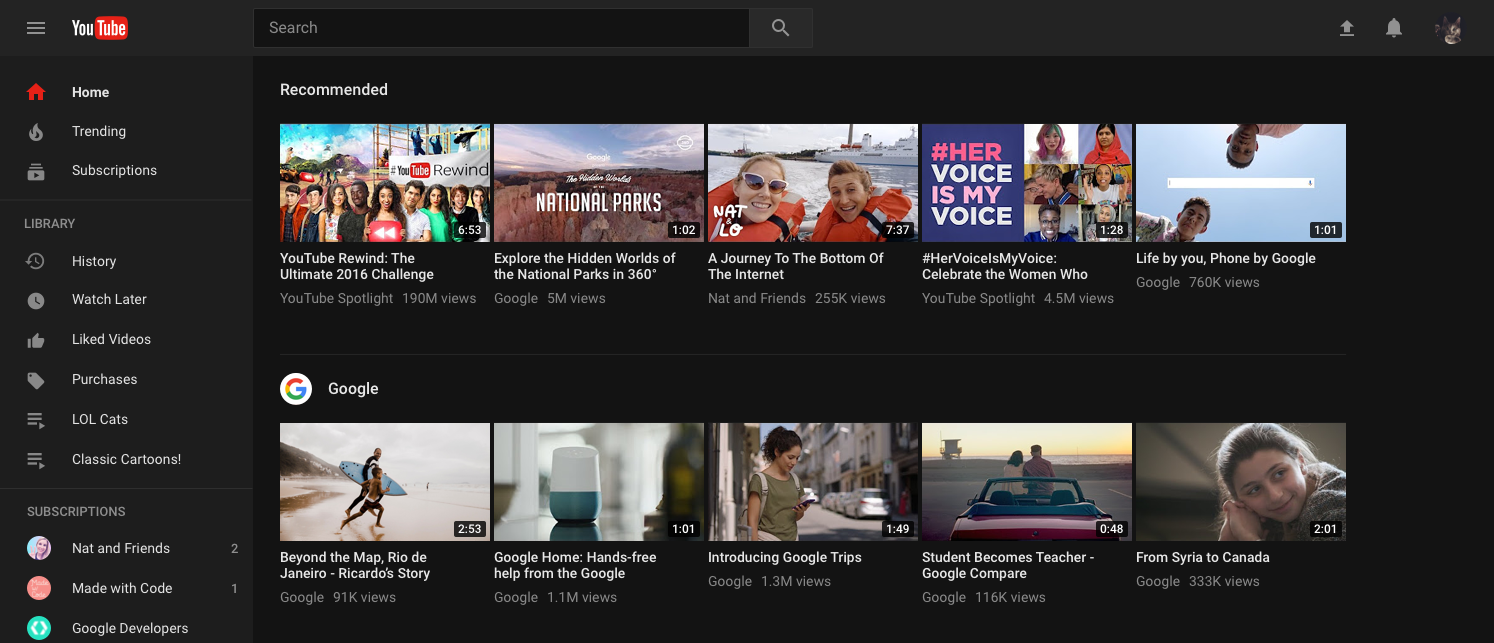 YouTube
Search
Home
Trending
Subscriptions
LIBRARY
History
Watch Later
Liked Videos
Purchases
LOL Cats
Classic Cartoons!
SUBSCRIPTIONS
Nat and Friends 2
Made with Code 1
Google Developers
Recommended
#YouTube Rewind
6:53
YouTube Rewind: The
Ultimate 2016 Challenge
YouTube Spotlight 190M views
Google
The Hidden Worlds
NATIONAL PARKS
1:02
Explore the Hidden Worlds of
the National Parks in 360°
Google 5M views
NAT
& LO
7:37
A Journey To The Bottom Of
The Internet
Nat and Friends 255K views
#HER
VOICE
IS MY
VOICE
1:28
#HerVoiceIsMyVoice:
Celebrate the Women Who
YouTube Spotlight 4.5M views
1:01
Life by you, Phone by Google
Google 760K views
G
Google
2:53
Beyond the Map, Rio de
Janeiro - Ricardo’s Story
Google 91K views
1:01
Google Home: Hands-free
help from the Google
Google 1.1M views
1:49
Introducing Google Trips
Google 1.3M views
0:48
Student Becomes Teacher -
Google Compare
Google 116K views
2:01
From Syria to Canada
Google 333K views